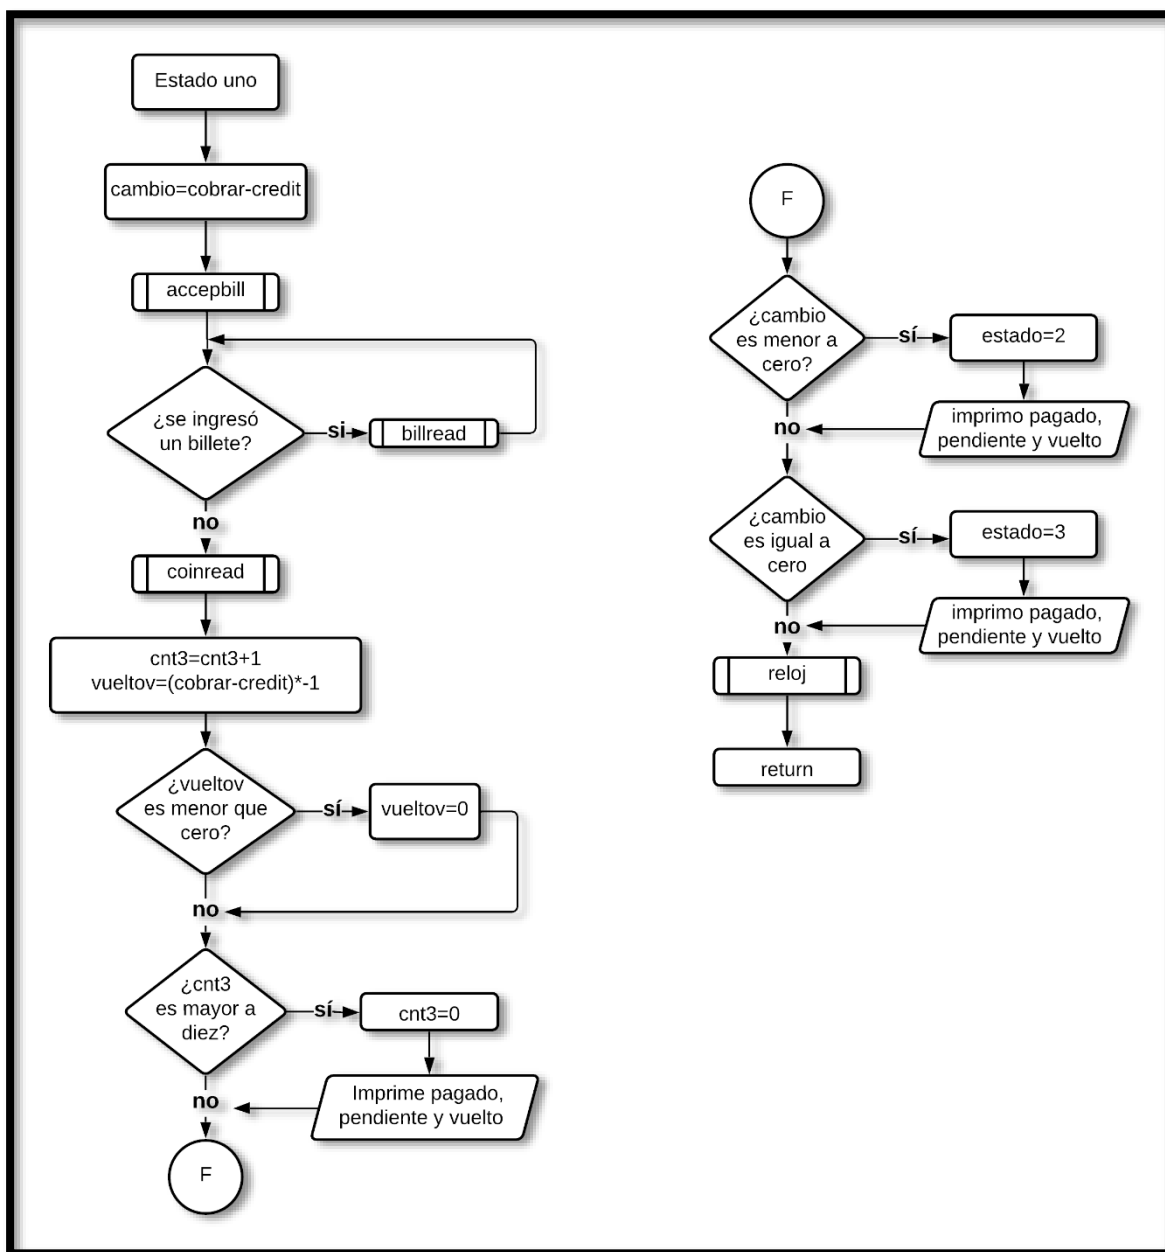 Estado uno
cambio=cobrar-credit
accepbill
¿se ingresó
un billete?
si
billread
no
coinread
cnt3=cnt3+1
vueltov=(cobrar-credit)*-1
¿vueltov
es menor que
cero?
sí
vueltov=0
no
¿cnt3
es mayor a
diez?
sí
cnt3=0
no
Imprime pagado,
pendiente y vuelto
F
F
¿cambio
es menor a
cero?
sí
estado=2
imprimo pagado,
pendiente y vuelto
no
¿cambio
es igual a
cero
sí
estado=3
imprimo pagado,
pendiente y vuelto
no
reloj
return